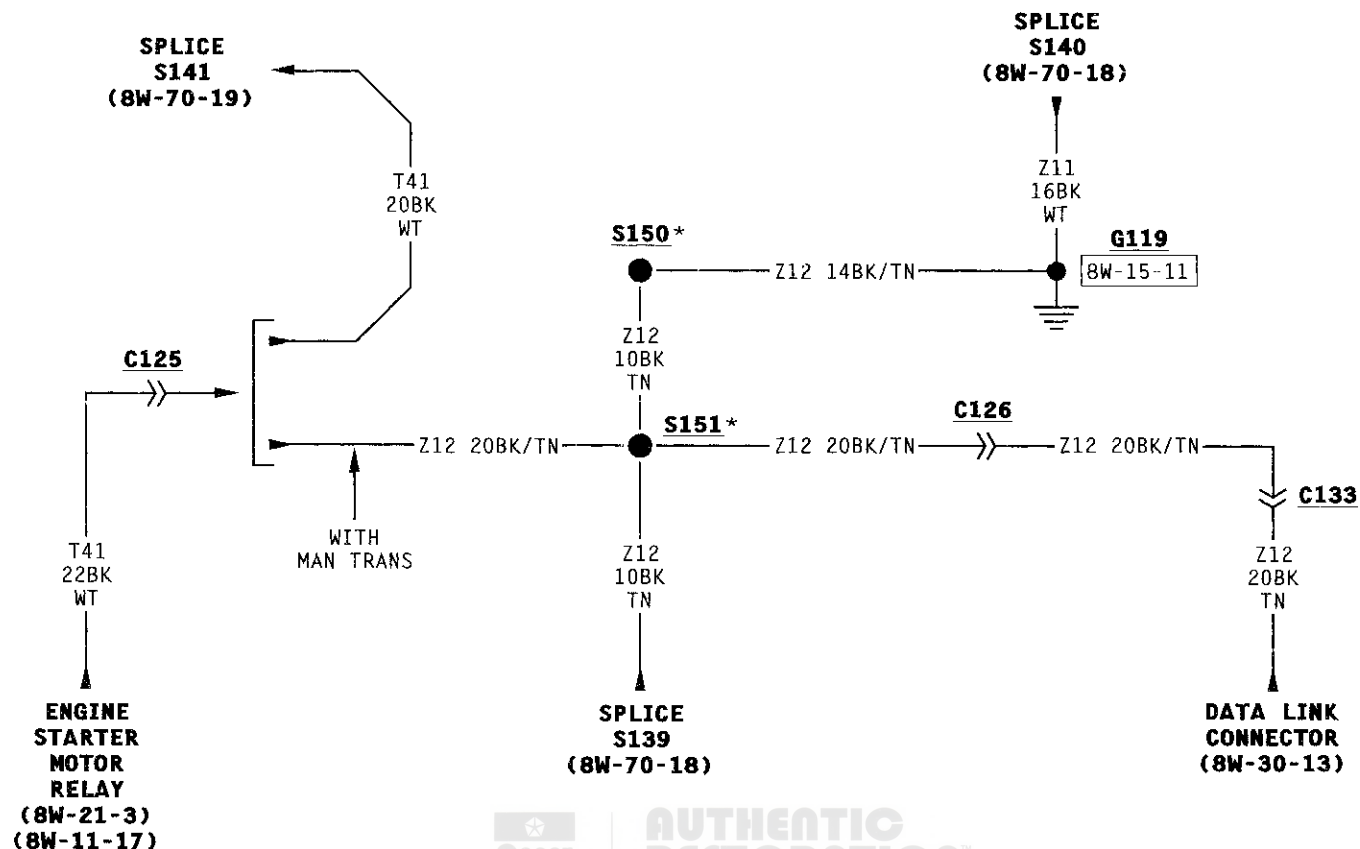 SPLICE
S141
(8W-70-19)
SPLICE
S140
(8W-70-18)
T41
20BK
WT
Z11
16BK
WT
S150*
Z12 14BK/TN
G119
8W-15-11
Z12
10BK
TN
C125
S151*
C126
Z12 20BK/TN
Z12 20BK/TN
Z12 20BK/TN
C133
WITH
MAN TRANS
T41
22BK
WT
Z12
10BK
TN
Z12
20BK
TN
ENGINE
STARTER
MOTOR
RELAY
(8W-21-3)
(8W-11-17)
SPLICE
S139
(8W-70-18)
DATA LINK
CONNECTOR
(8W-30-13)
AUTHENTIC